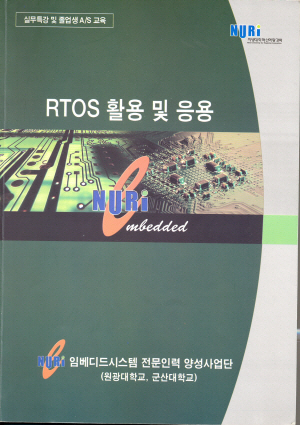 실무특강 및 졸업생 A/S 교육
NURi
RTOS 활용 및 응용
NURi
embedded
NURi 임베디드시스템 전문인력 양성사업단
(원광대학교, 군산대학교)